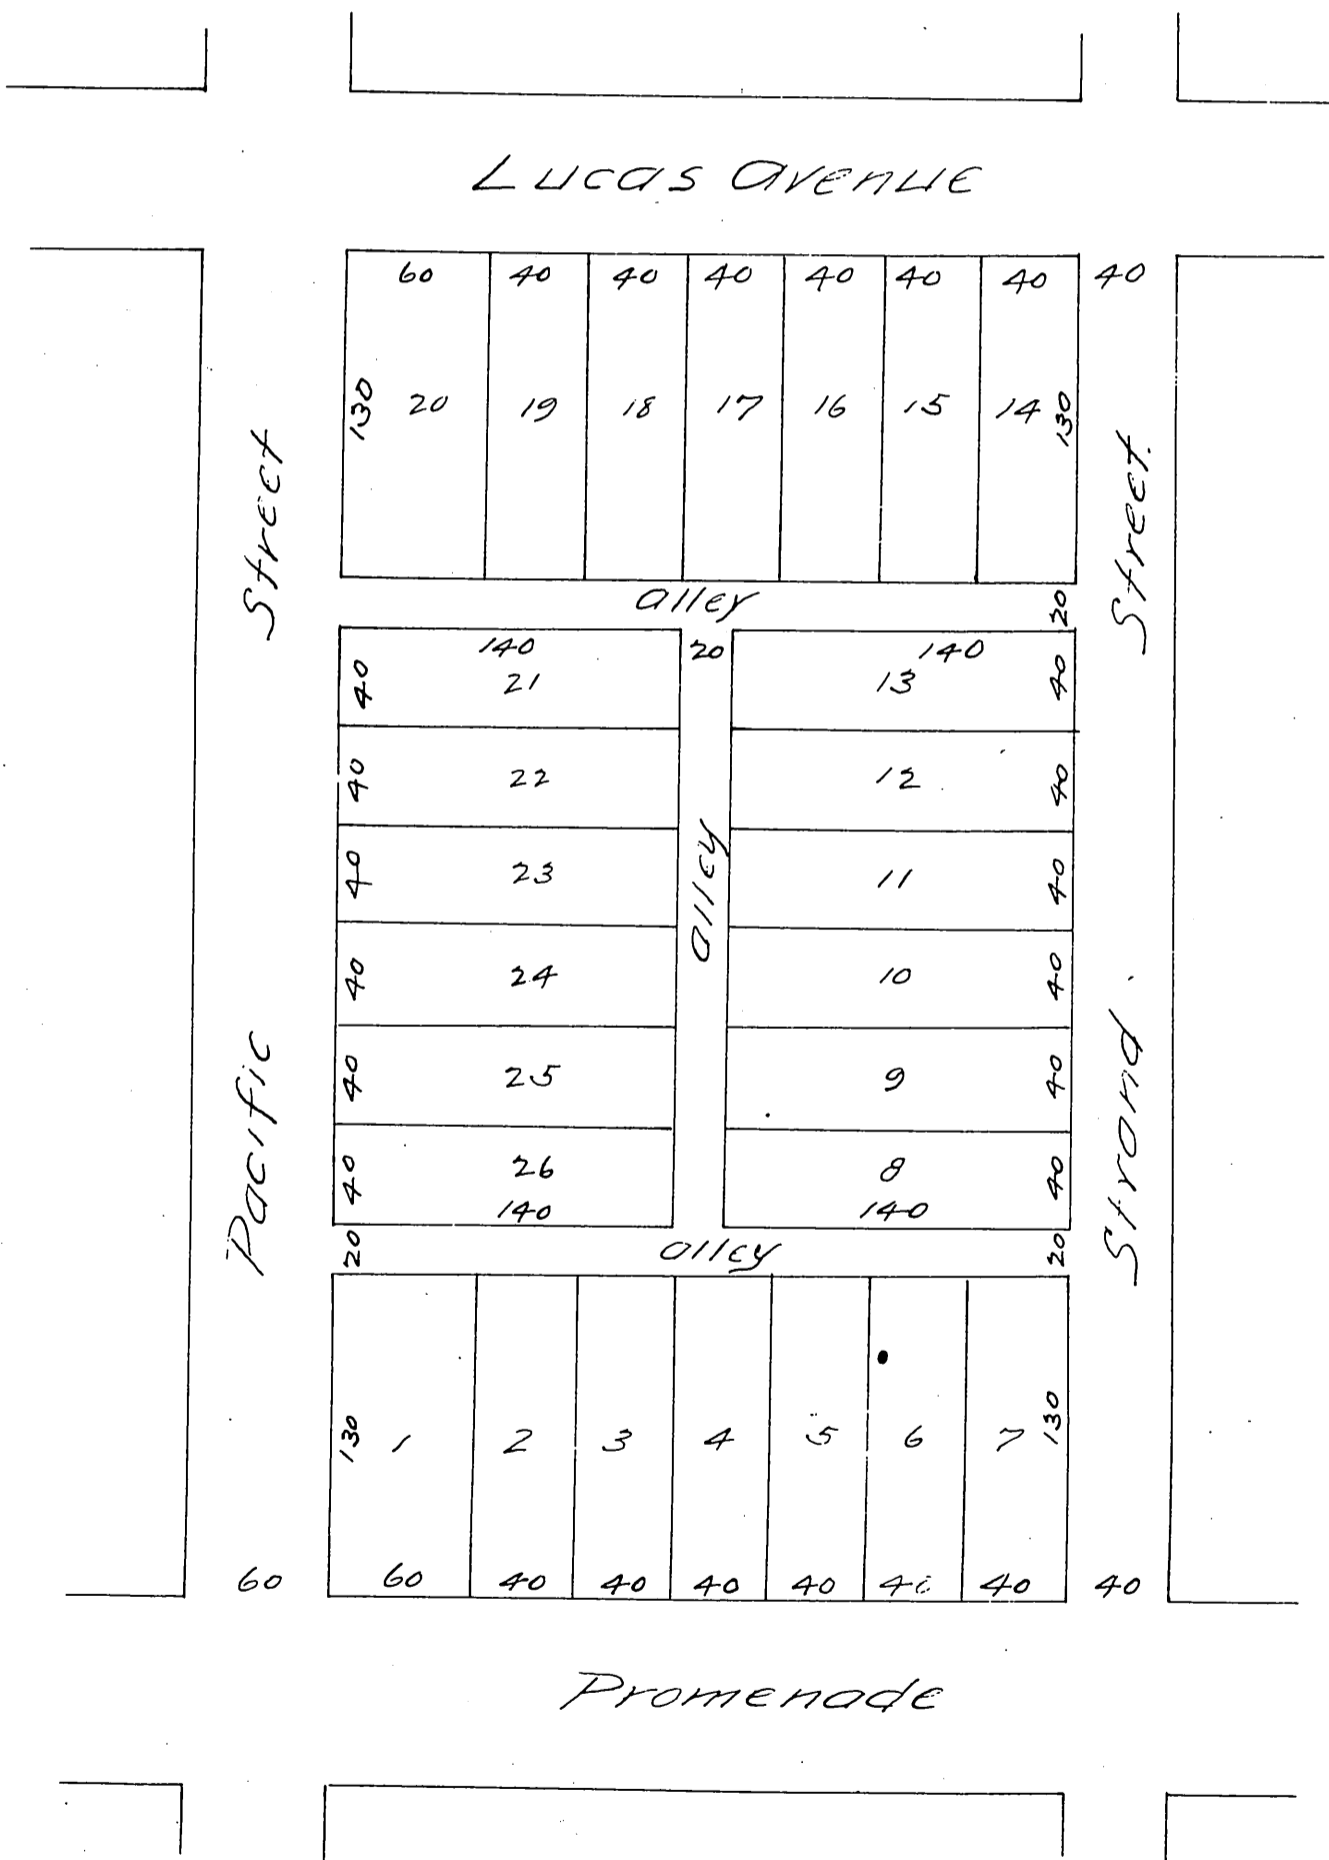 Lucas Avenue
60 40 40 40 40 40 40 40
130 20 19 18 17 16 15 14 130
Street
Street.
alley 20
140 20 140
40 21 13 40
40 22 12 40
alley
40 23 11 40
40 24 10 40
40 25 9 40
40 26 8 40
140 140
Pacific
Strand
20 alley 20
130 1 2 3 4 5 6 7 130
60 60 40 40 40 40 40 40
Promenade